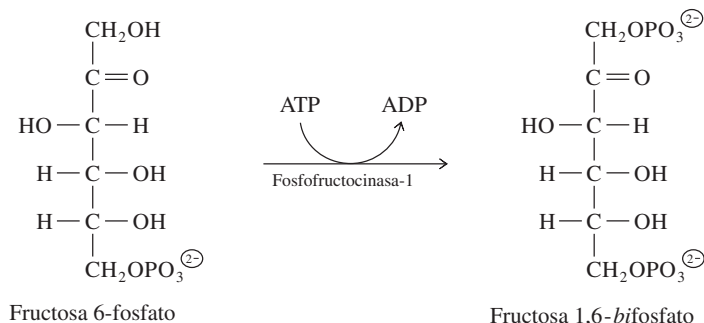 CH₂OH
C=O
HO—C—H
H—C—OH
H—C—OH
CH₂OPO₃ 2−
Fructosa 6-fosfato
ATP ADP
Fosfofructocinasa-1
CH₂OPO₃ 2−
C=O
HO—C—H
H—C—OH
H—C—OH
CH₂OPO₃ 2−
Fructosa 1,6-bifosfato